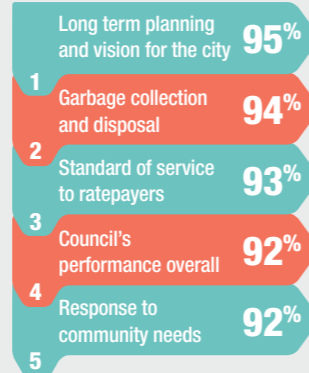 Long term planning
and vision for the city 95%
1
Garbage collection
and disposal 94%
2
Standard of service
to ratepayers 93%
3
Council's
performance overall 92%
4
Response to
community needs 92%
5